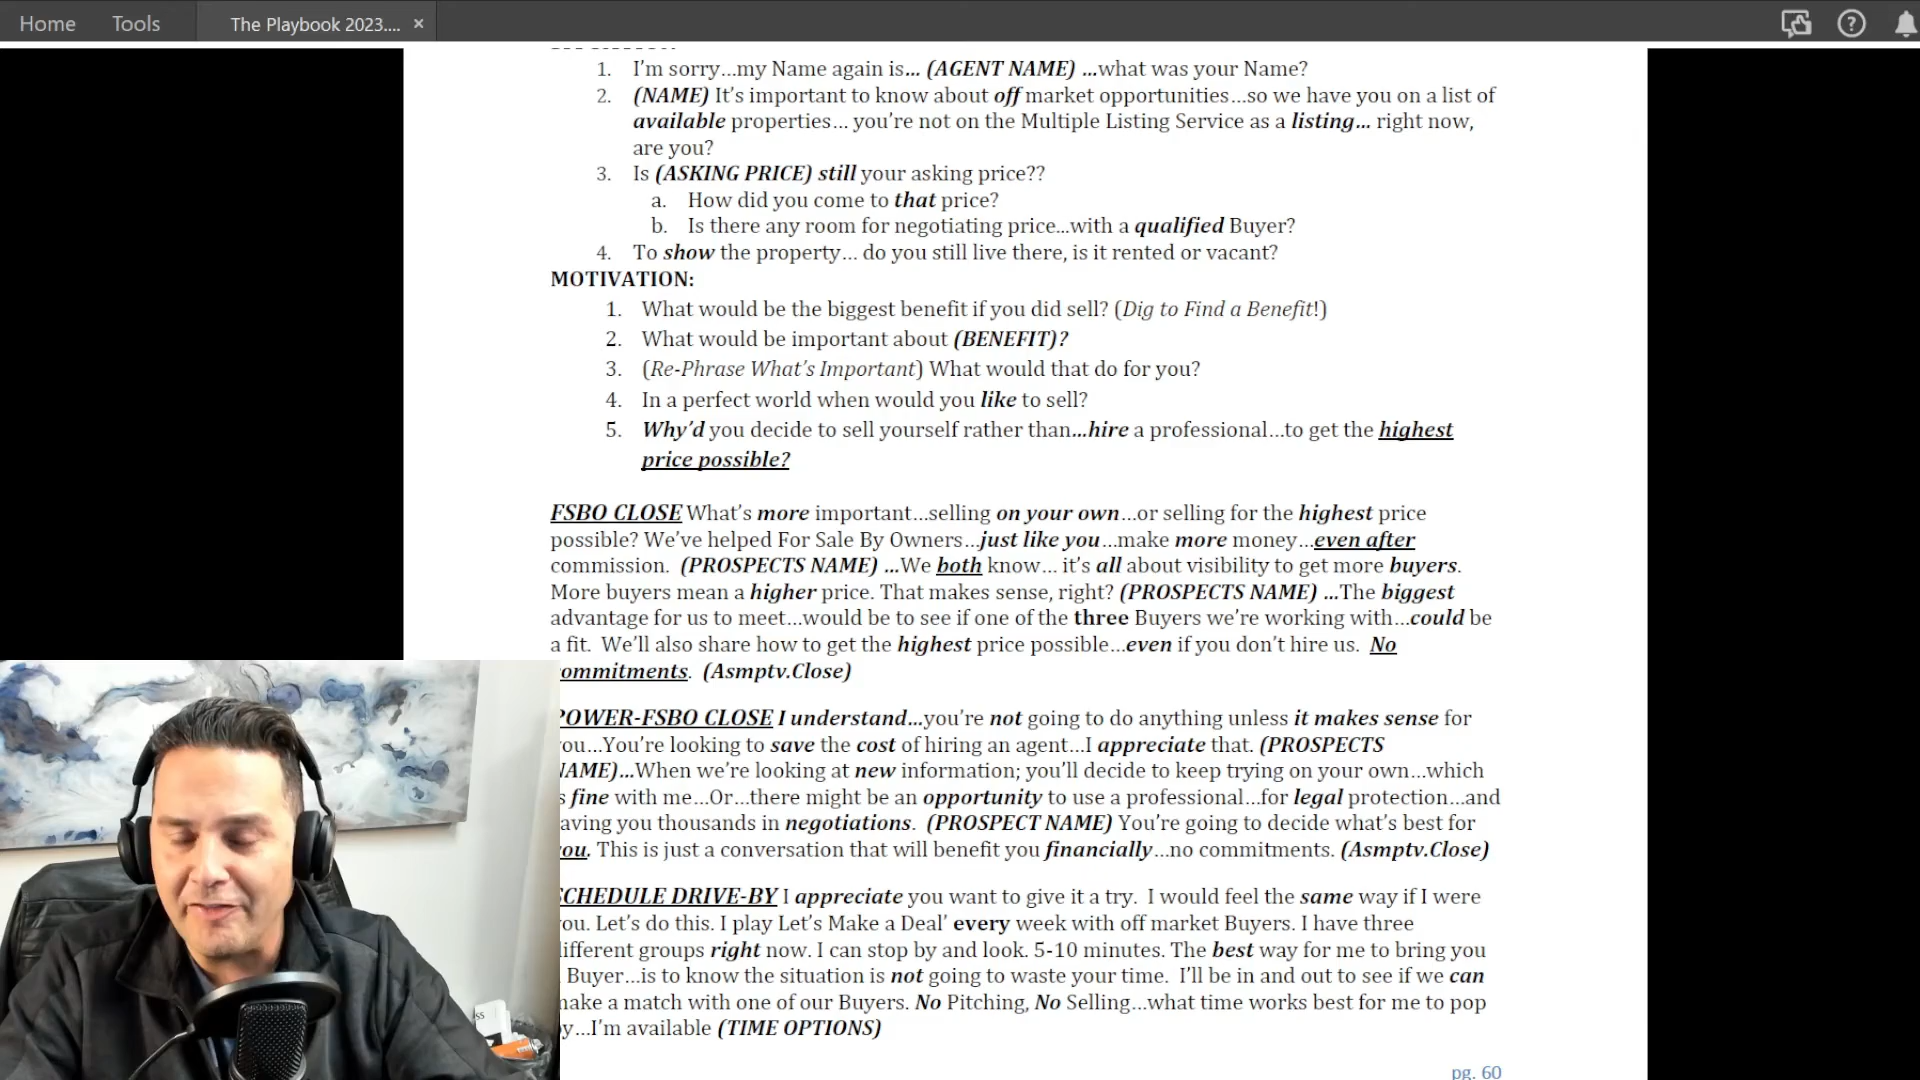 Home Tools The Playbook 2023.... ×
1. I'm sorry…my Name again is… (AGENT NAME) …what was your Name?
2. (NAME) It's important to know about off market opportunities…so we have you on a list of
available properties… you're not on the Multiple Listing Service as a listing… right now,
are you?
3. Is (ASKING PRICE) still your asking price??
a. How did you come to that price?
b. Is there any room for negotiating price…with a qualified Buyer?
4. To show the property… do you still live there, is it rented or vacant?
MOTIVATION:
1. What would be the biggest benefit if you did sell? (Dig to Find a Benefit!)
2. What would be important about (BENEFIT)?
3. (Re-Phrase What's Important) What would that do for you?
4. In a perfect world when would you like to sell?
5. Why'd you decide to sell yourself rather than…hire a professional…to get the highest
price possible?
FSBO CLOSE What's more important…selling on your own…or selling for the highest price
possible? We've helped For Sale By Owners…just like you…make more money…even after
commission. (PROSPECTS NAME) …We both know… it's all about visibility to get more buyers.
More buyers mean a higher price. That makes sense, right? (PROSPECTS NAME) …The biggest
advantage for us to meet…would be to see if one of the three Buyers we're working with…could be
a fit. We'll also share how to get the highest price possible…even if you don't hire us. No
ommitments. (Asmptv.Close)
POWER-FSBO CLOSE I understand…you're not going to do anything unless it makes sense for
ou…You're looking to save the cost of hiring an agent…I appreciate that. (PROSPECTS
NAME)…When we're looking at new information; you'll decide to keep trying on your own…which
s fine with me…Or…there might be an opportunity to use a professional…for legal protection…and
aving you thousands in negotiations. (PROSPECT NAME) You're going to decide what's best for
ou. This is just a conversation that will benefit you financially…no commitments. (Asmptv.Close)
SCHEDULE DRIVE-BY I appreciate you want to give it a try. I would feel the same way if I were
ou. Let's do this. I play Let's Make a Deal' every week with off market Buyers. I have three
ifferent groups right now. I can stop by and look. 5-10 minutes. The best way for me to bring you
Buyer…is to know the situation is not going to waste your time. I'll be in and out to see if we can
ake a match with one of our Buyers. No Pitching, No Selling…what time works best for me to pop
y…I'm available (TIME OPTIONS)
pg. 60